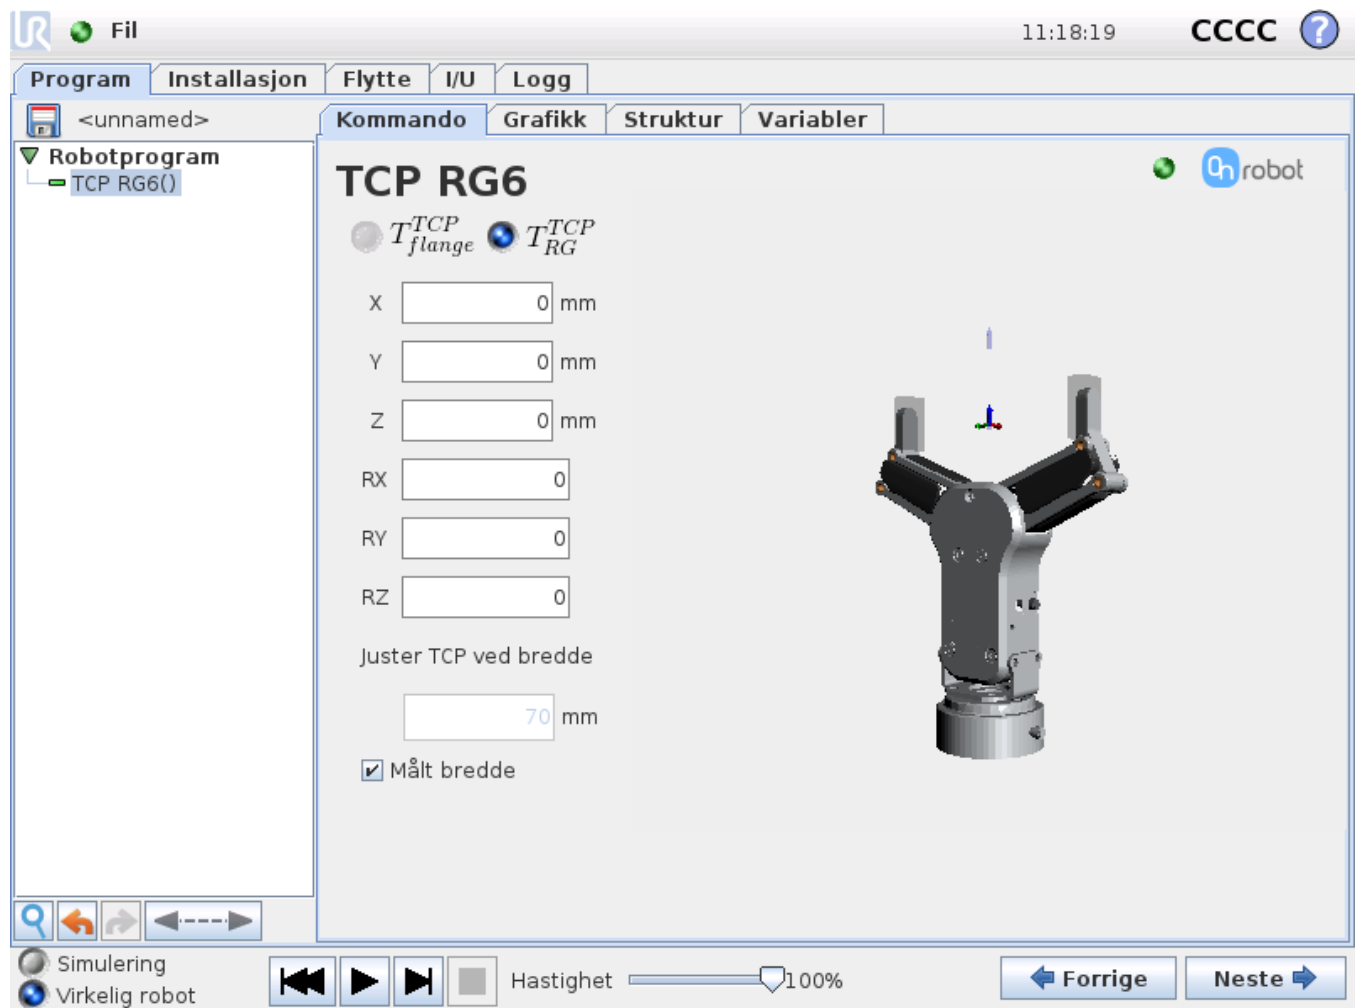 UR Fil 11:18:19 CCCC ?
Program Installasjon Flytte I/U Logg
<unnamed> Kommando Grafikk Struktur Variabler
Robotprogram
TCP RG6()
TCP RG6 On robot
T TCP flange T TCP RG
X 0 mm
Y 0 mm
Z 0 mm
RX 0
RY 0
RZ 0
Juster TCP ved bredde
70 mm
Målt bredde
Simulering
Virkelig robot
Hastighet 100%
Forrige Neste